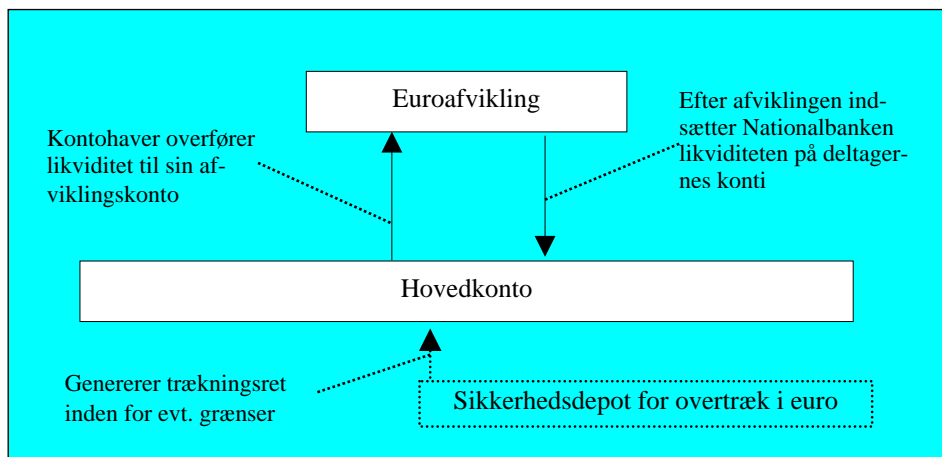 Euroafvikling
Efter afviklingen ind-
sætter Nationalbanken
likviditeten på deltager-
nes konti
Kontohaver overfører
likviditet til sin af-
viklingskonto
Hovedkonto
Genererer trækningsret
inden for evt. grænser
Sikkerhedsdepot for overtræk i euro